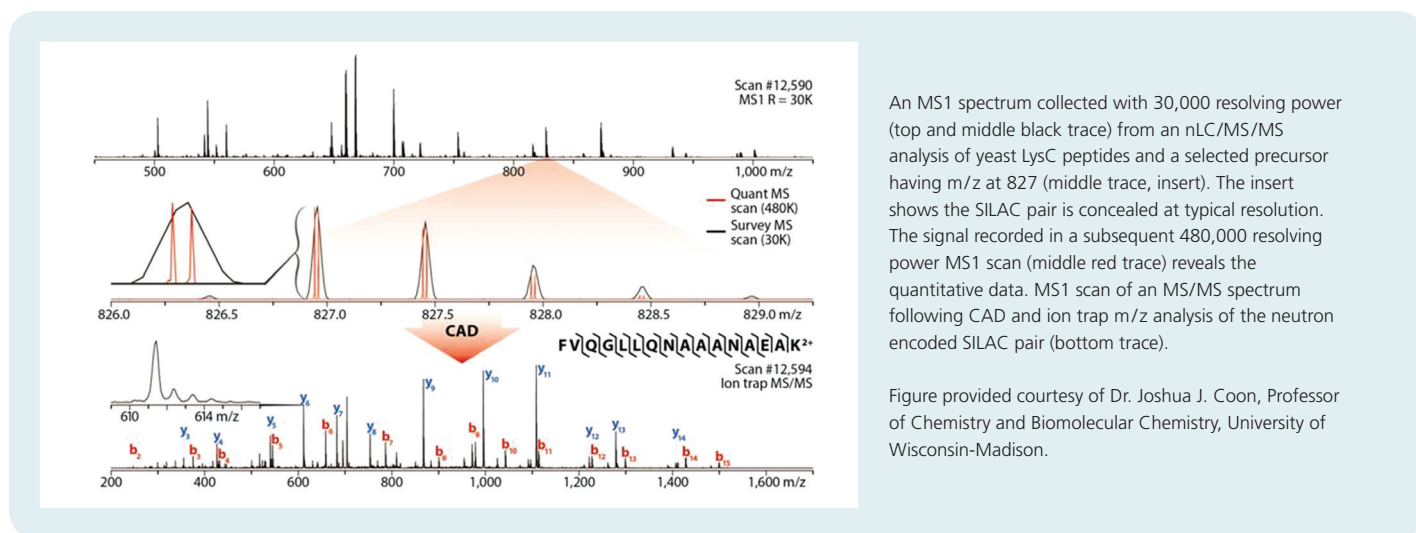 Scan #12,590
MS1 R = 30K
500 600 700 800 900 1,000 m/z
Quant MS
scan (480K)
Survey MS
scan (30K)
826.0 826.5 827.0 827.5 828.0 828.5 829.0 m/z
CAD
FVQGLLQNAAANAEAK²⁺
Scan #12,594
Ion trap MS/MS
610 614 m/z
b₂ y₃ b₃ y₄ b₄ y₅ b₅ y₆ b₆ y₇ y₈ b₇ y₉ b₈ b₉ y₁₀ b₁₀ y₁₁ b₁₁ y₁₂ b₁₂ y₁₃ b₁₃ y₁₄ b₁₄ b₁₅
200 400 600 800 1,000 1,200 1,400 1,600 m/z
An MS1 spectrum collected with 30,000 resolving power
(top and middle black trace) from an nLC/MS/MS
analysis of yeast LysC peptides and a selected precursor
having m/z at 827 (middle trace, insert). The insert
shows the SILAC pair is concealed at typical resolution.
The signal recorded in a subsequent 480,000 resolving
power MS1 scan (middle red trace) reveals the
quantitative data. MS1 scan of an MS/MS spectrum
following CAD and ion trap m/z analysis of the neutron
encoded SILAC pair (bottom trace).
Figure provided courtesy of Dr. Joshua J. Coon, Professor
of Chemistry and Biomolecular Chemistry, University of
Wisconsin-Madison.